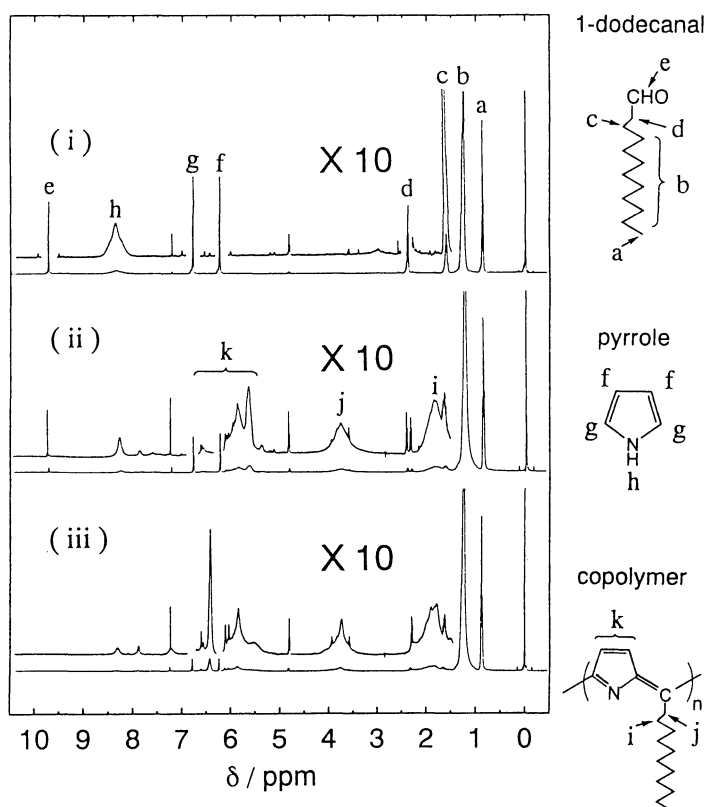 1-dodecanal
e
CHO
c
d
b
a
( i )
X 10
e
h
g
f
d
c
b
a
( ii )
X 10
k
j
i
pyrrole
f
f
g
g
N
H
h
( iii )
X 10
copolymer
k
N
C
n
i
j
10
9
8
7
6
5
4
3
2
1
0
δ / ppm